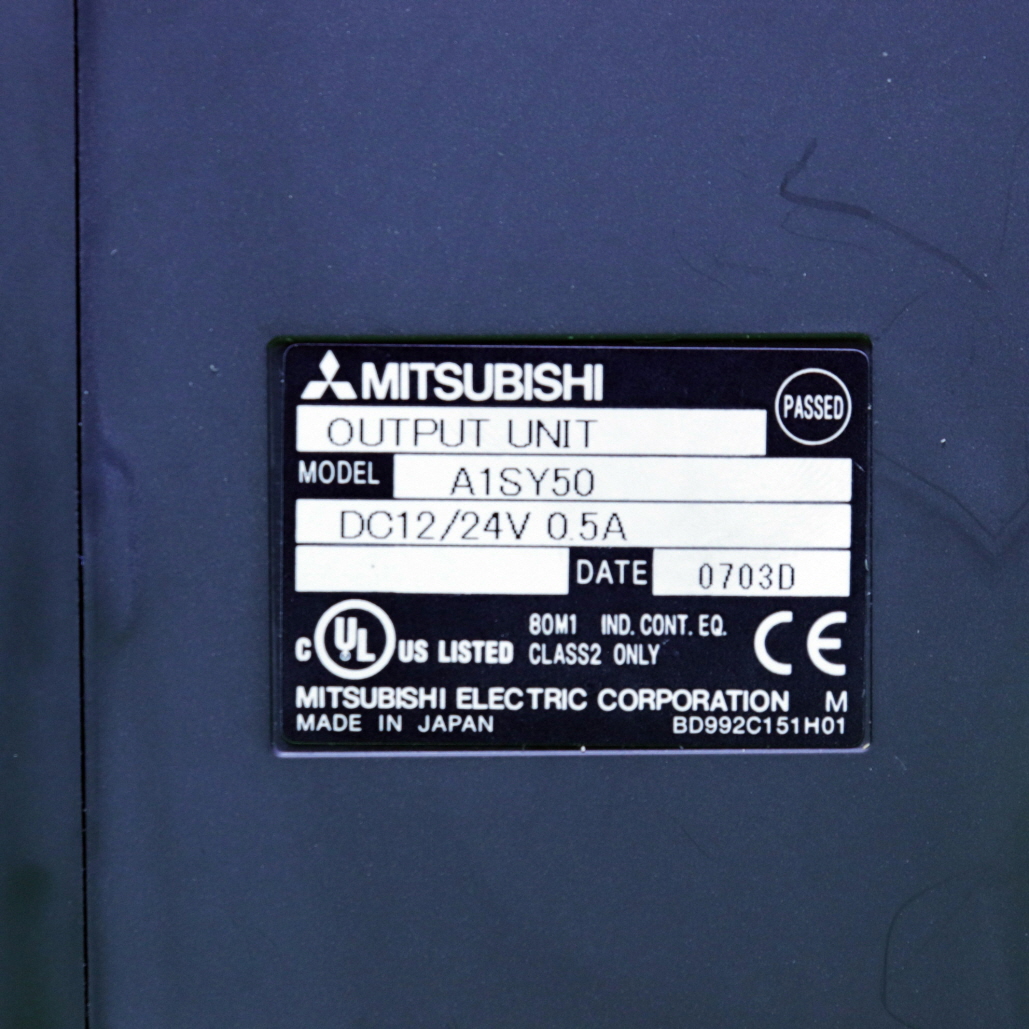 MITSUBISHI
PASSED
OUTPUT UNIT
MODEL A1SY50
DC12/24V 0.5A
DATE 0703D
C UL US LISTED
80M1 IND. CONT. EQ.
CLASS2 ONLY
CE
MITSUBISHI ELECTRIC CORPORATION M
MADE IN JAPAN BD992C151H01